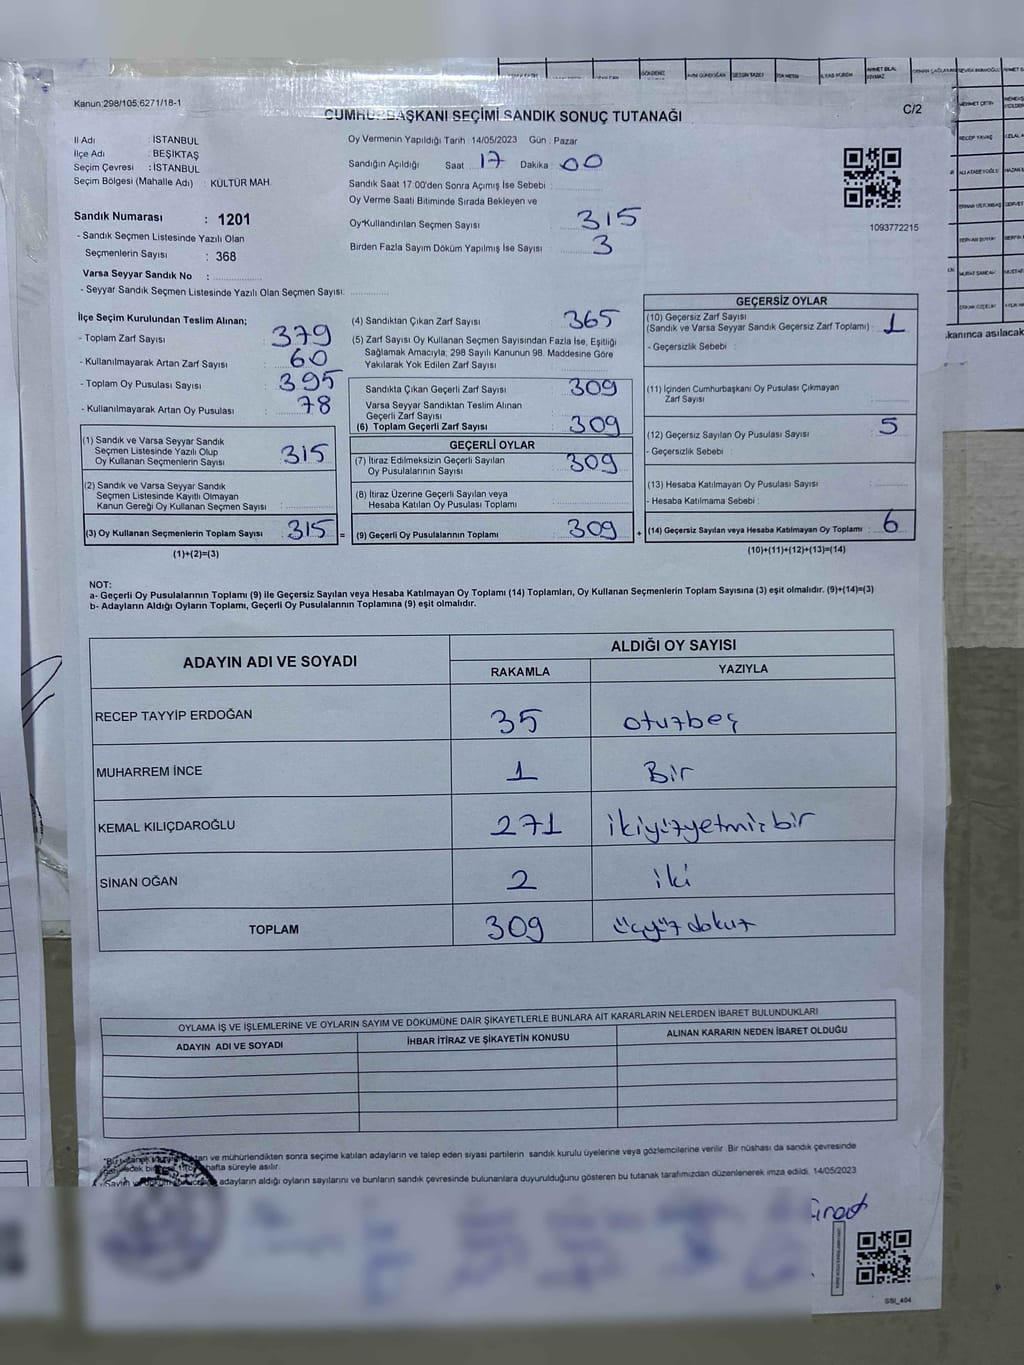 Kanun:298/105;6271/18-1
CUMHURBAŞKANI SEÇİMİ SANDIK SONUÇ TUTANAĞI
C/2
İl Adı : İSTANBUL
İlçe Adı : BEŞİKTAŞ
Seçim Çevresi : İSTANBUL
Seçim Bölgesi (Mahalle Adı) : KÜLTÜR MAH.
Oy Vermenin Yapıldığı Tarih : 14/05/2023 Gün : Pazar
Sandığın Açıldığı Saat 17 Dakika 00
Sandık Saat 17:00'den Sonra Açımış İse Sebebi :
Oy Verme Saati Bitiminde Sırada Bekleyen ve
Oy Kullandırılan Seçmen Sayısı : 315
Birden Fazla Sayım Döküm Yapılmış İse Sayısı : 3
1093772215
Sandık Numarası : 1201
- Sandık Seçmen Listesinde Yazılı Olan
Seçmenlerin Sayısı : 368
Varsa Seyyar Sandık No :
- Seyyar Sandık Seçmen Listesinde Yazılı Olan Seçmen Sayısı:
İlçe Seçim Kurulundan Teslim Alınan;
- Toplam Zarf Sayısı : 379
- Kullanılmayarak Artan Zarf Sayısı : 60
- Toplam Oy Pusulası Sayısı : 395
- Kullanılmayarak Artan Oy Pusulası : 78
(1) Sandık ve Varsa Seyyar Sandık
Seçmen Listesinde Yazılı Olup
Oy Kullanan Seçmenlerin Sayısı : 315
(2) Sandık ve Varsa Seyyar Sandık
Seçmen Listesinde Kayıtlı Olmayan
Kanun Gereği Oy Kullanan Seçmen Sayısı :
(3) Oy Kullanan Seçmenlerin Toplam Sayısı : 315 =
(1)+(2)=(3)
(4) Sandıktan Çıkan Zarf Sayısı : 365
(5) Zarf Sayısı Oy Kullanan Seçmen Sayısından Fazla İse, Eşitliği
Sağlamak Amacıyla, 298 Sayılı Kanunun 98. Maddesine Göre
Yakılarak Yok Edilen Zarf Sayısı :
Sandıkta Çıkan Geçerli Zarf Sayısı : 309
Varsa Seyyar Sandıktan Teslim Alınan
Geçerli Zarf Sayısı :
(6) Toplam Geçerli Zarf Sayısı : 309
GEÇERLİ OYLAR
(7) İtiraz Edilmeksizin Geçerli Sayılan
Oy Pusulalarının Sayısı : 309
(8) İtiraz Üzerine Geçerli Sayılan veya
Hesaba Katılan Oy Pusulası Toplamı
(9) Geçerli Oy Pusulalarının Toplamı : 309 +
GEÇERSİZ OYLAR
(10) Geçersiz Zarf Sayısı
(Sandık ve Varsa Seyyar Sandık Geçersiz Zarf Toplamı) : 1
- Geçersizlik Sebebi :
(11) İçinden Cumhurbaşkanı Oy Pusulası Çıkmayan
Zarf Sayısı :
(12) Geçersiz Sayılan Oy Pusulası Sayısı : 5
- Geçersizlik Sebebi :
(13) Hesaba Katılmayan Oy Pusulası Sayısı :
- Hesaba Katılmama Sebebi :
(14) Geçersiz Sayılan veya Hesaba Katılmayan Oy Toplamı : 6
(10)+(11)+(12)+(13)=(14)
NOT:
a- Geçerli Oy Pusulalarının Toplamı (9) ile Geçersiz Sayılan veya Hesaba Katılmayan Oy Toplamı (14) Toplamları, Oy Kullanan Seçmenlerin Toplam Sayısına (3) eşit olmalıdır. (9)+(14)=(3)
b- Adayların Aldığı Oyların Toplamı, Geçerli Oy Pusulalarının Toplamına (9) eşit olmalıdır.
ADAYIN ADI VE SOYADI
ALDIĞI OY SAYISI
RAKAMLA YAZIYLA
RECEP TAYYİP ERDOĞAN 35 otuzbeş
MUHARREM İNCE 1 Bir
KEMAL KILIÇDAROĞLU 271 ikiyüzyetmiş bir
SİNAN OĞAN 2 iki
TOPLAM 309 üçyüz dokuz
OYLAMA İŞ VE İŞLEMLERİNE VE OYLARIN SAYIM VE DÖKÜMÜNE DAİR ŞİKAYETLERLE BUNLARA AİT KARARLARIN NELERDEN İBARET BULUNDUKLARI
ADAYIN ADI VE SOYADI İHBAR İTİRAZ VE ŞİKAYETİN KONUSU ALINAN KARARIN NEDEN İBARET OLDUĞU
ve mühürlendikten sonra seçime katılan adayların ve talep eden siyasi partilerin sandık kurulu üyelerine veya gözlemcilerine verilir. Bir nüshası da sandık çevresinde
hafta süreyle asılır.
adayların aldığı oyların sayılarını ve bunların sandık çevresinde bulunanlara duyurulduğunu gösteren bu tutanak tarafımızdan düzenlenerek imza edildi. 14/05/2023
SSI_404